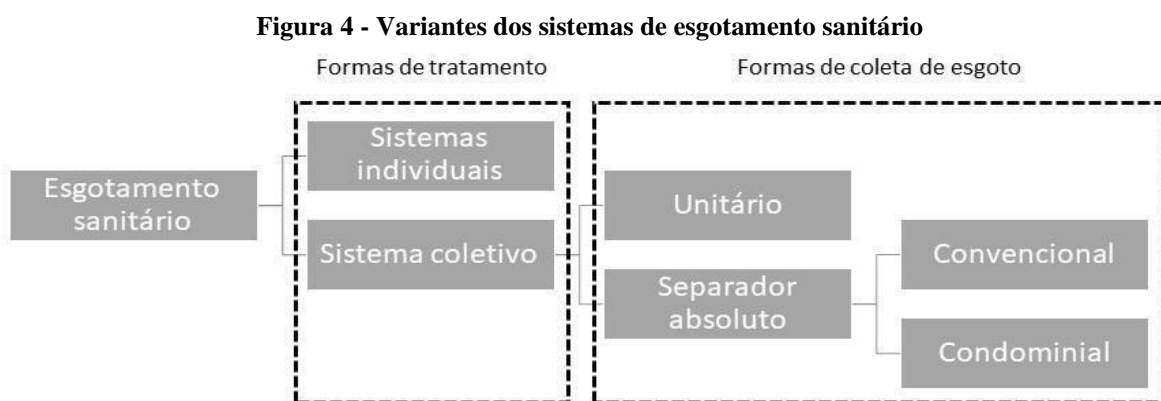 Figura 4 - Variantes dos sistemas de esgotamento sanitário
Formas de tratamento
Formas de coleta de esgoto
Esgotamento
sanitário
Sistemas
individuais
Sistema coletivo
Unitário
Separador
absoluto
Convencional
Condominial